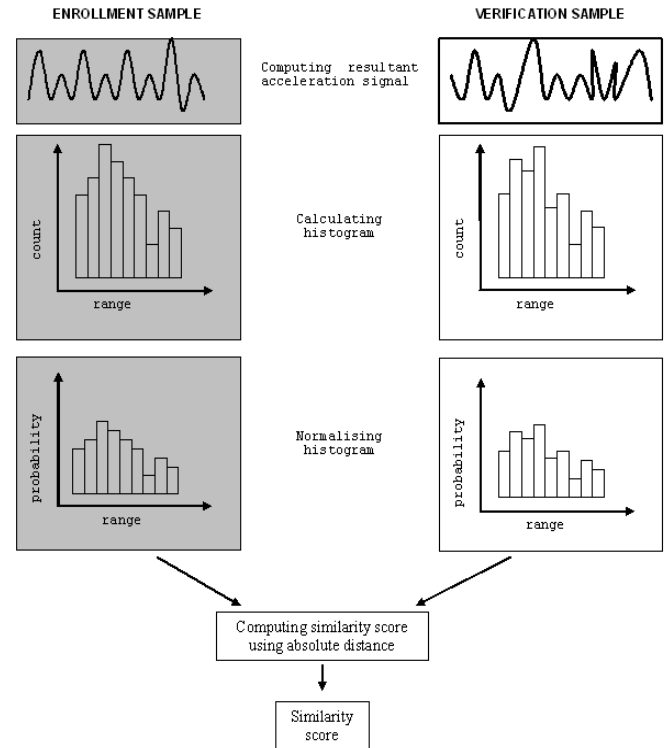 ENROLLMENT SAMPLE
VERIFICATION SAMPLE
Computing resultant
acceleration signal
count
range
Calculating
histogram
count
range
probability
range
Normalising
histogram
probability
range
Computing similarity score
using absolute distance
Similarity
score